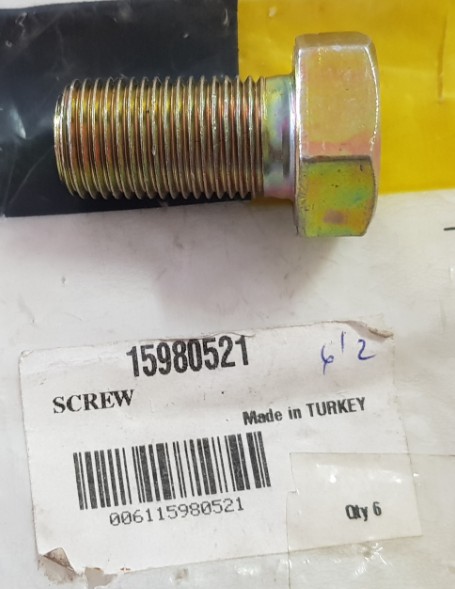 15980521
6'2
SCREW
Made in TURKEY
006115980521
Qty 6